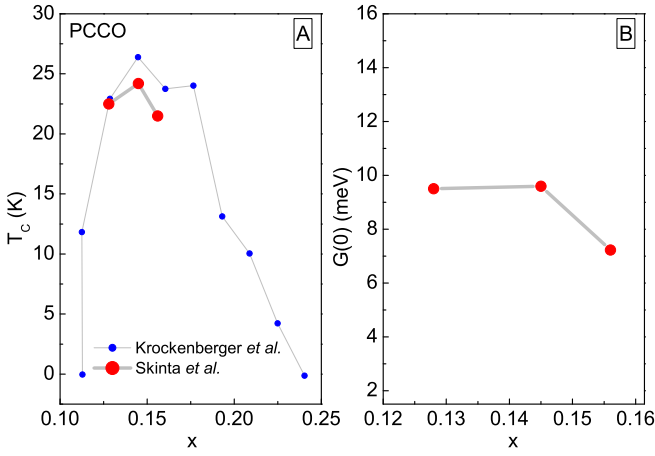 PCCO
A
30
25
20
15
10
5
0
T_C (K)
Krockenberger et al.
Skinta et al.
0.10 0.15 0.20 0.25
x
B
16
14
12
10
8
6
4
2
G(0) (meV)
0.12 0.13 0.14 0.15 0.16
x